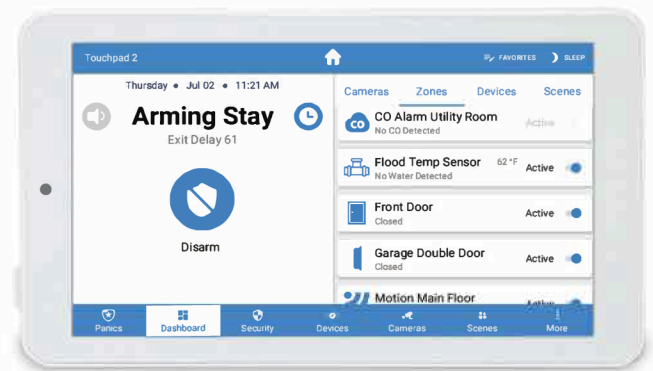 Touchpad 2
FAVORITES
SLEEP
Thursday • Jul 02 • 11:21 AM
Arming Stay
Exit Delay 61
Disarm
Cameras Zones Devices Scenes
CO
CO Alarm Utility Room
No CO Detected
Active
Flood Temp Sensor 62 °F Active
No Water Detected
Front Door
Closed
Active
Garage Double Door
Closed
Active
Motion Main Floor
Active
Panics Dashboard Security Devices Cameras Scenes More